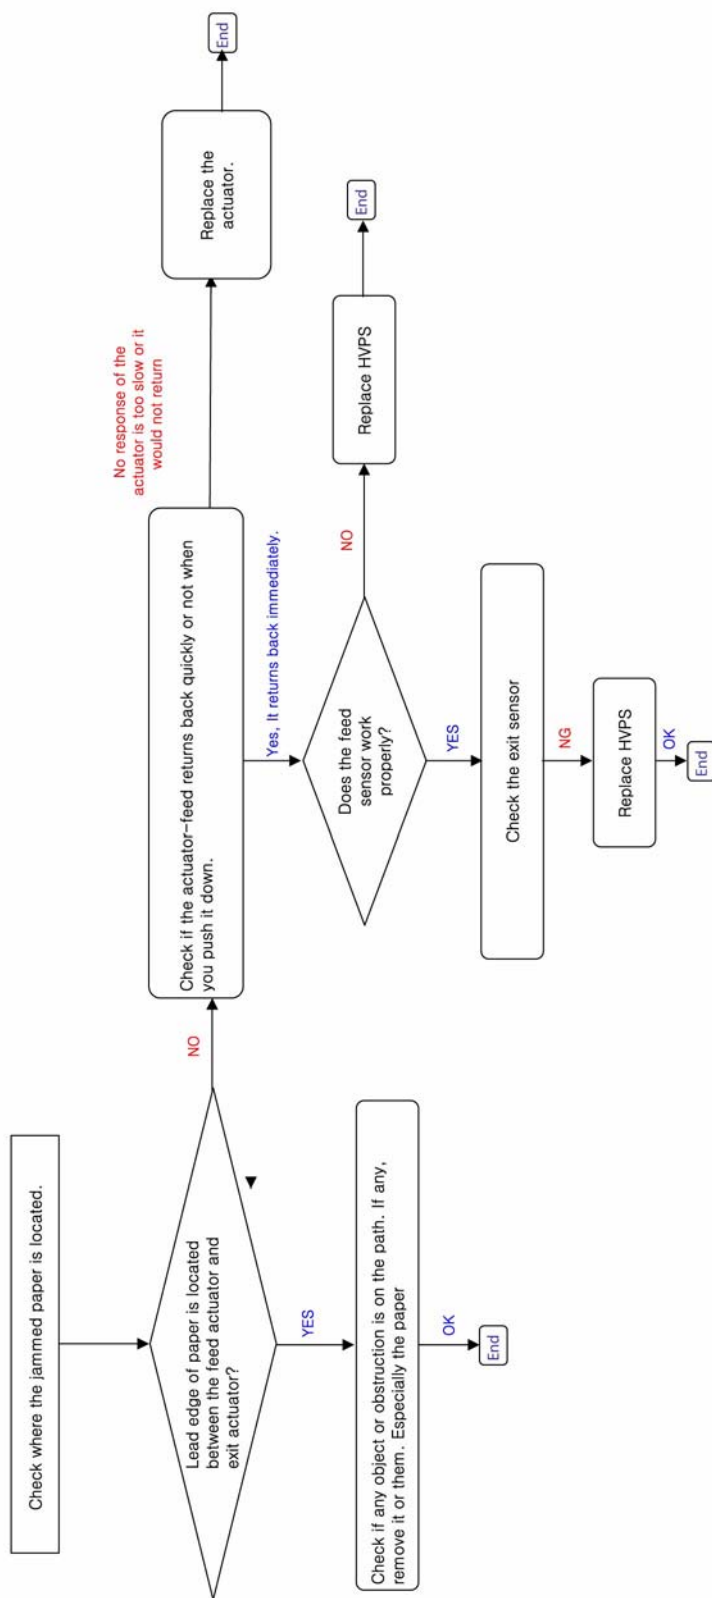 Check where the jammed paper is located.
Lead edge of paper is located
between the feed actuator and
exit actuator?
YES
Check if any object or obstruction is on the path. If any,
remove it or them. Especially the paper
OK
End
NO
Check if the actuator-feed returns back quickly or not when
you push it down.
No response of the
actuator is too slow or it
would not return
Replace the
actuator.
End
Yes, It returns back immediately.
Does the feed
sensor work
properly?
NO
Replace HVPS
End
YES
Check the exit sensor
NG
Replace HVPS
OK
End